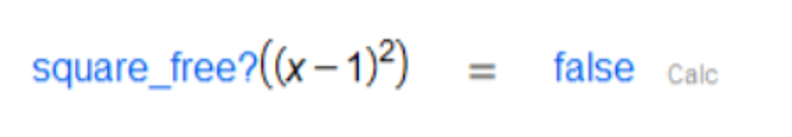 square_free?((x − 1)²) = false Calc